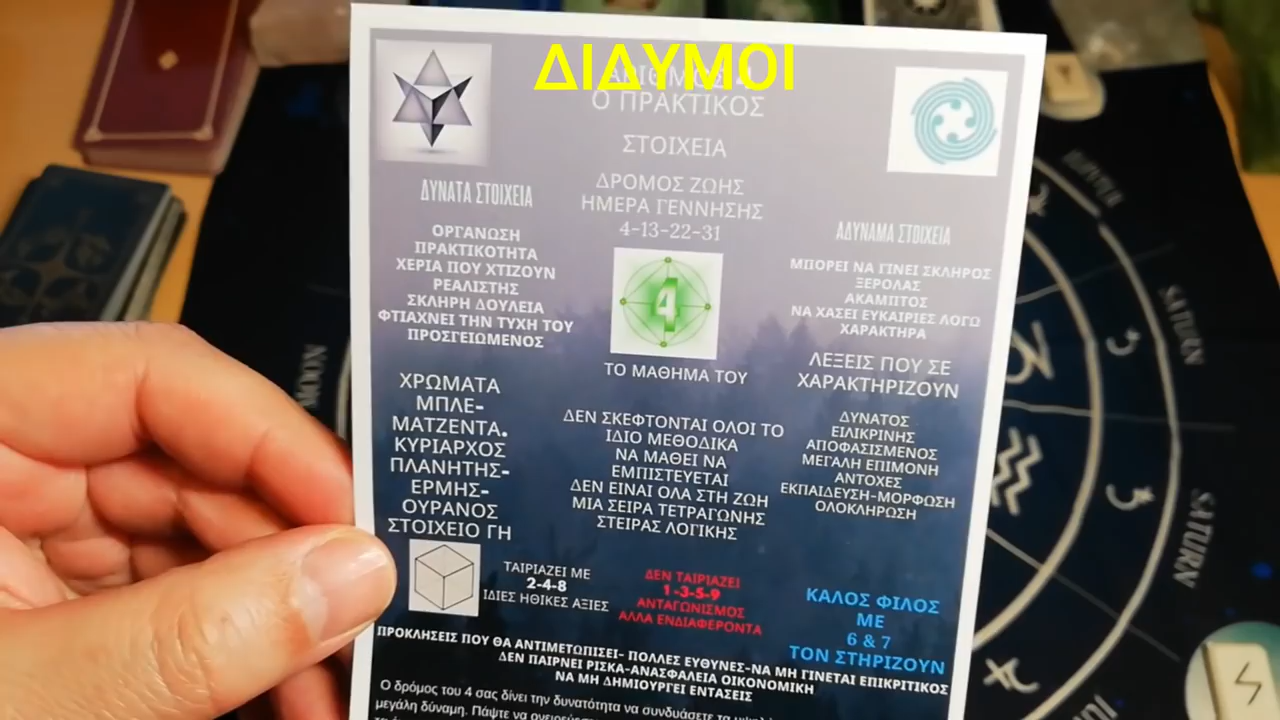 ΔΙΔΥΜΟΙ
ΑΡΙΘΜΟΣ 4
Ο ΠΡΑΚΤΙΚΟΣ
ΣΤΟΙΧΕΙΑ
ΔΡΟΜΟΣ ΖΩΗΣ
ΗΜΕΡΑ ΓΕΝΝΗΣΗΣ
4-13-22-31
4
ΔΥΝΑΤΑ ΣΤΟΙΧΕΙΑ
ΟΡΓΑΝΩΣΗ
ΠΡΑΚΤΙΚΟΤΗΤΑ
ΧΕΡΙΑ ΠΟΥ ΧΤΙΖΟΥΝ
ΡΕΑΛΙΣΤΗΣ
ΣΚΛΗΡΗ ΔΟΥΛΕΙΑ
ΦΤΙΑΧΝΕΙ ΤΗΝ ΤΥΧΗ ΤΟΥ
ΠΡΟΣΓΕΙΩΜΕΝΟΣ
ΑΔΥΝΑΜΑ ΣΤΟΙΧΕΙΑ
ΜΠΟΡΕΙ ΝΑ ΓΙΝΕΙ ΣΚΛΗΡΟΣ
ΞΕΡΟΛΑΣ
ΑΚΑΜΠΤΟΣ
ΝΑ ΧΑΣΕΙ ΕΥΚΑΙΡΙΕΣ ΛΟΓΩ
ΧΑΡΑΚΤΗΡΑ
ΧΡΩΜΑΤΑ
ΜΠΛΕ-
ΜΑΤΖΕΝΤΑ.
ΚΥΡΙΑΡΧΟΣ
ΠΛΑΝΗΤΗΣ-
ΕΡΜΗΣ-
ΟΥΡΑΝΟΣ
ΣΤΟΙΧΕΙΟ ΓΗ
ΤΟ ΜΑΘΗΜΑ ΤΟΥ
ΔΕΝ ΣΚΕΦΤΟΝΤΑΙ ΟΛΟΙ ΤΟ
ΙΔΙΟ ΜΕΘΟΔΙΚΑ
ΝΑ ΜΑΘΕΙ ΝΑ
ΕΜΠΙΣΤΕΥΕΤΑΙ
ΔΕΝ ΕΙΝΑΙ ΟΛΑ ΣΤΗ ΖΩΗ
ΜΙΑ ΣΕΙΡΑ ΤΕΤΡΑΓΩΝΗΣ
ΣΤΕΙΡΑΣ ΛΟΓΙΚΗΣ
ΛΕΞΕΙΣ ΠΟΥ ΣΕ
ΧΑΡΑΚΤΗΡΙΖΟΥΝ
ΔΥΝΑΤΟΣ
ΕΙΛΙΚΡΙΝΗΣ
ΑΠΟΦΑΣΙΣΜΕΝΟΣ
ΜΕΓΑΛΗ ΕΠΙΜΟΝΗ
ΑΝΤΟΧΕΣ
ΕΚΠΑΙΔΕΥΣΗ-ΜΟΡΦΩΣΗ
ΟΛΟΚΛΗΡΩΣΗ
ΤΑΙΡΙΑΖΕΙ ΜΕ
2-4-8
ΙΔΙΕΣ ΗΘΙΚΕΣ ΑΞΙΕΣ
ΔΕΝ ΤΑΙΡΙΑΖΕΙ
1-3-5-9
ΑΝΤΑΓΩΝΙΣΜΟΣ
ΑΛΛΑ ΕΝΔΙΑΦΕΡΟΝΤΑ
ΚΑΛΟΣ ΦΙΛΟΣ
ΜΕ
6 & 7
ΤΟΝ ΣΤΗΡΙΖΟΥΝ
ΠΡΟΚΛΗΣΕΙΣ ΠΟΥ ΘΑ ΑΝΤΙΜΕΤΩΠΙΣΕΙ- ΠΟΛΛΕΣ ΕΥΘΥΝΕΣ-ΝΑ ΜΗ ΓΙΝΕΤΑΙ ΕΠΙΚΡΙΤΙΚΟΣ
ΔΕΝ ΠΑΙΡΝΕΙ ΡΙΣΚΑ-ΑΝΑΣΦΑΛΕΙΑ ΟΙΚΟΝΟΜΙΚΗ
ΝΑ ΜΗ ΔΗΜΙΟΥΡΓΕΙ ΕΝΤΑΣΕΙΣ
Ο δρόμος του 4 σας δίνει την δυνατότητα να συνδυάσετε τα
μεγάλη δύναμη. Πάψτε να
MOON
SATURN
SATURN